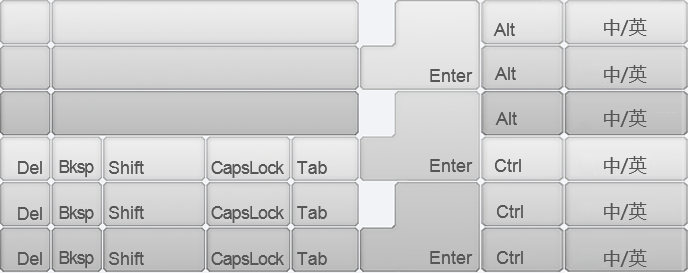 Alt 中/英
Enter Alt 中/英
Alt 中/英
Del Bksp Shift CapsLock Tab Enter Ctrl 中/英
Del Bksp Shift CapsLock Tab Ctrl 中/英
Del Bksp Shift CapsLock Tab Enter Ctrl 中/英